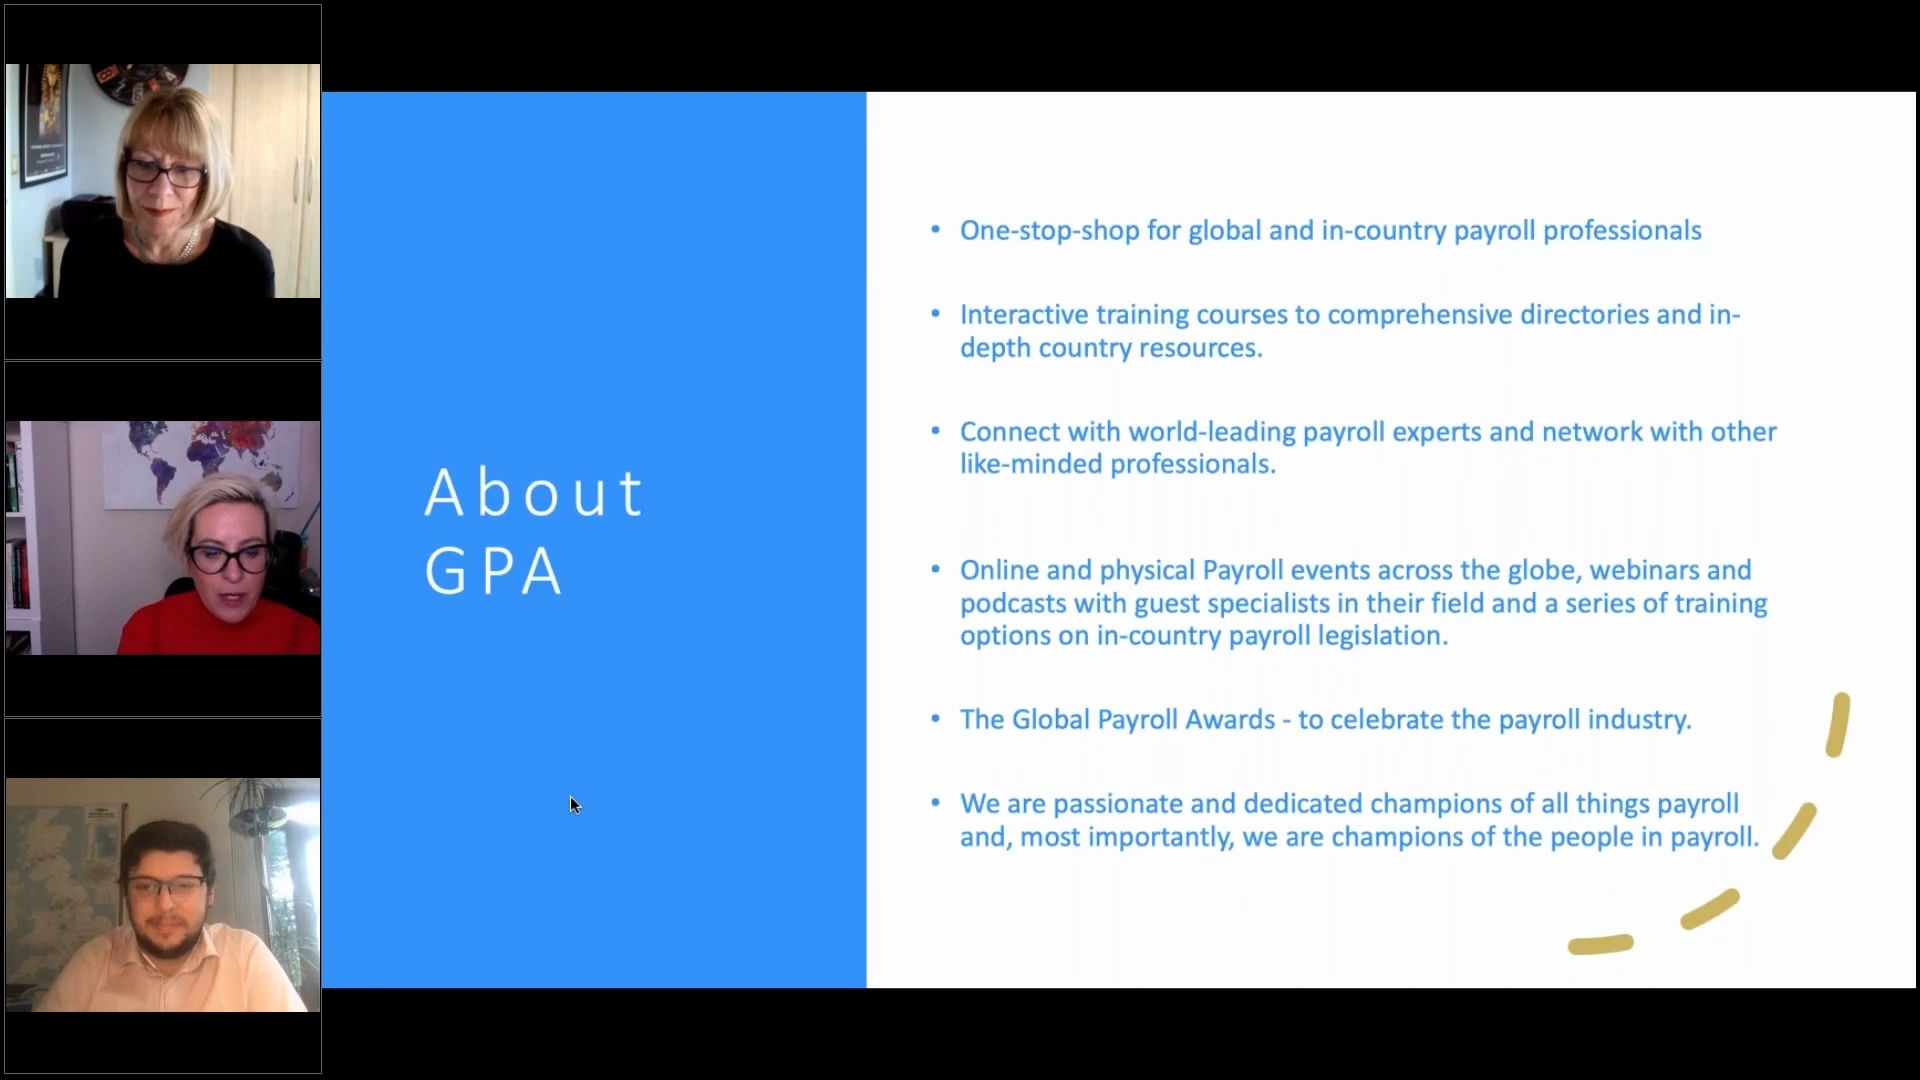 About
GPA
• One-stop-shop for global and in-country payroll professionals
• Interactive training courses to comprehensive directories and in-
depth country resources.
• Connect with world-leading payroll experts and network with other
like-minded professionals.
• Online and physical Payroll events across the globe, webinars and
podcasts with guest specialists in their field and a series of training
options on in-country payroll legislation.
• The Global Payroll Awards - to celebrate the payroll industry.
• We are passionate and dedicated champions of all things payroll
and, most importantly, we are champions of the people in payroll.